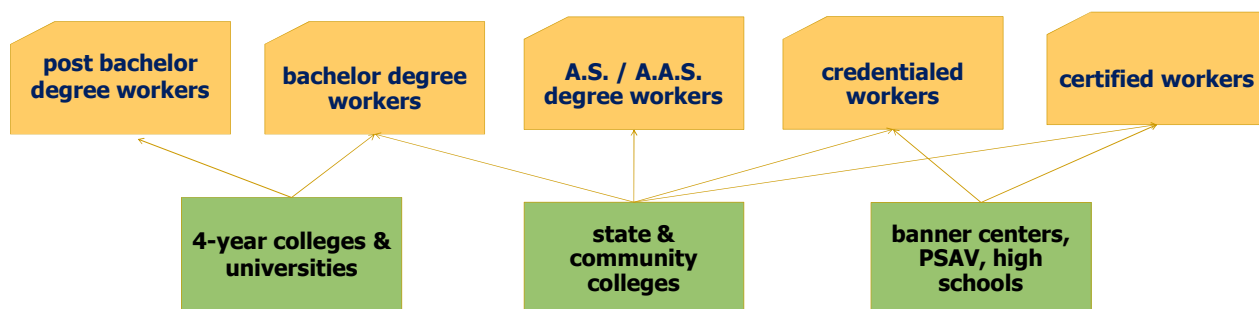 post bachelor
degree workers
bachelor degree
workers
A.S. / A.A.S.
degree workers
credentialed
workers
certified workers
4-year colleges &
universities
state &
community
colleges
banner centers,
PSAV, high
schools